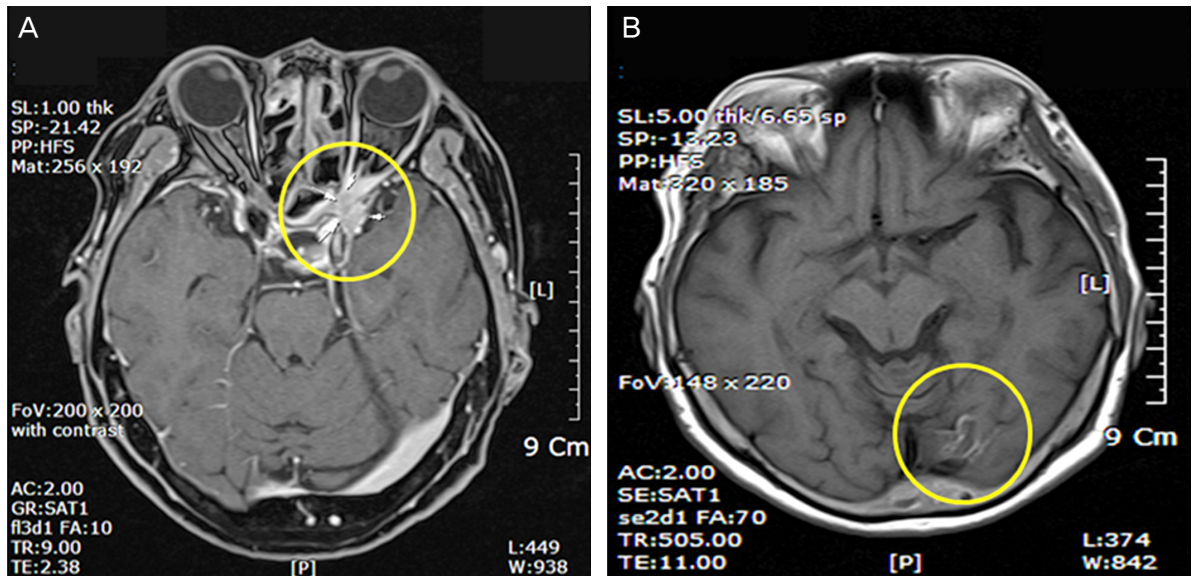 A
SL:1.00 thk
SP:-21.42
PP:HFS
Mat:256 x 192
[L]
FoV:200 x 200
with contrast
9 Cm
AC:2.00
GR:SAT1
fl3d1 FA:10
TR:9.00
TE:2.38
[P]
L:449
W:938
B
SL:5.00 thk/6.65 sp
SP:-13.23
PP:HFS
Mat:320 x 185
[L]
FoV:148 x 220
9 Cm
AC:2.00
SE:SAT1
se2d1 FA:70
TR:505.00
TE:11.00
[P]
L:374
W:842